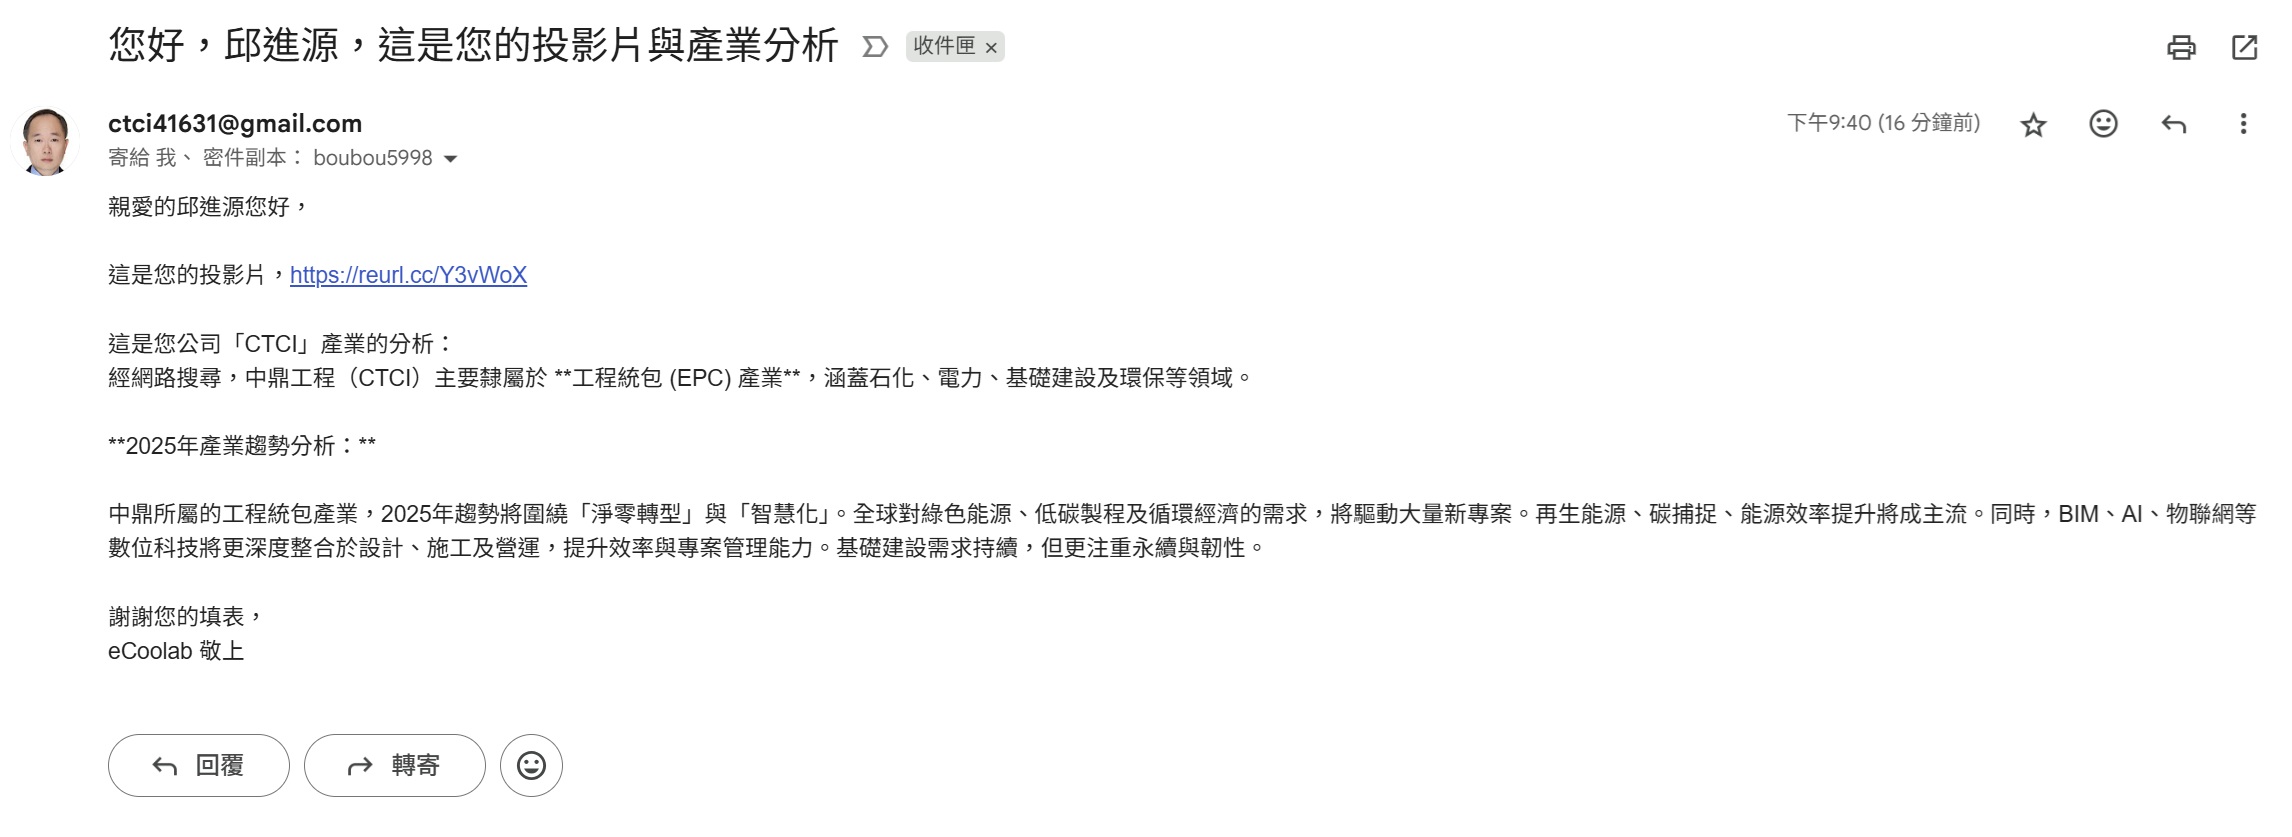 您好，邱進源，這是您的投影片與產業分析 收件匣 ×
ctci41631@gmail.com
下午9:40 (16 分鐘前)
寄給 我、 密件副本： boubou5998
親愛的邱進源您好，
這是您的投影片，https://reurl.cc/Y3vWoX
這是您公司「CTCI」產業的分析：
經網路搜尋，中鼎工程（CTCI）主要隸屬於 **工程統包 (EPC) 產業**，涵蓋石化、電力、基礎建設及環保等領域。
**2025年產業趨勢分析：**
中鼎所屬的工程統包產業，2025年趨勢將圍繞「淨零轉型」與「智慧化」。全球對綠色能源、低碳製程及循環經濟的需求，將驅動大量新專案。再生能源、碳捕捉、能源效率提升將成主流。同時，BIM、AI、物聯網等
數位科技將更深度整合於設計、施工及營運，提升效率與專案管理能力。基礎建設需求持續，但更注重永續與韌性。
謝謝您的填表，
eCoolab 敬上
回覆
轉寄